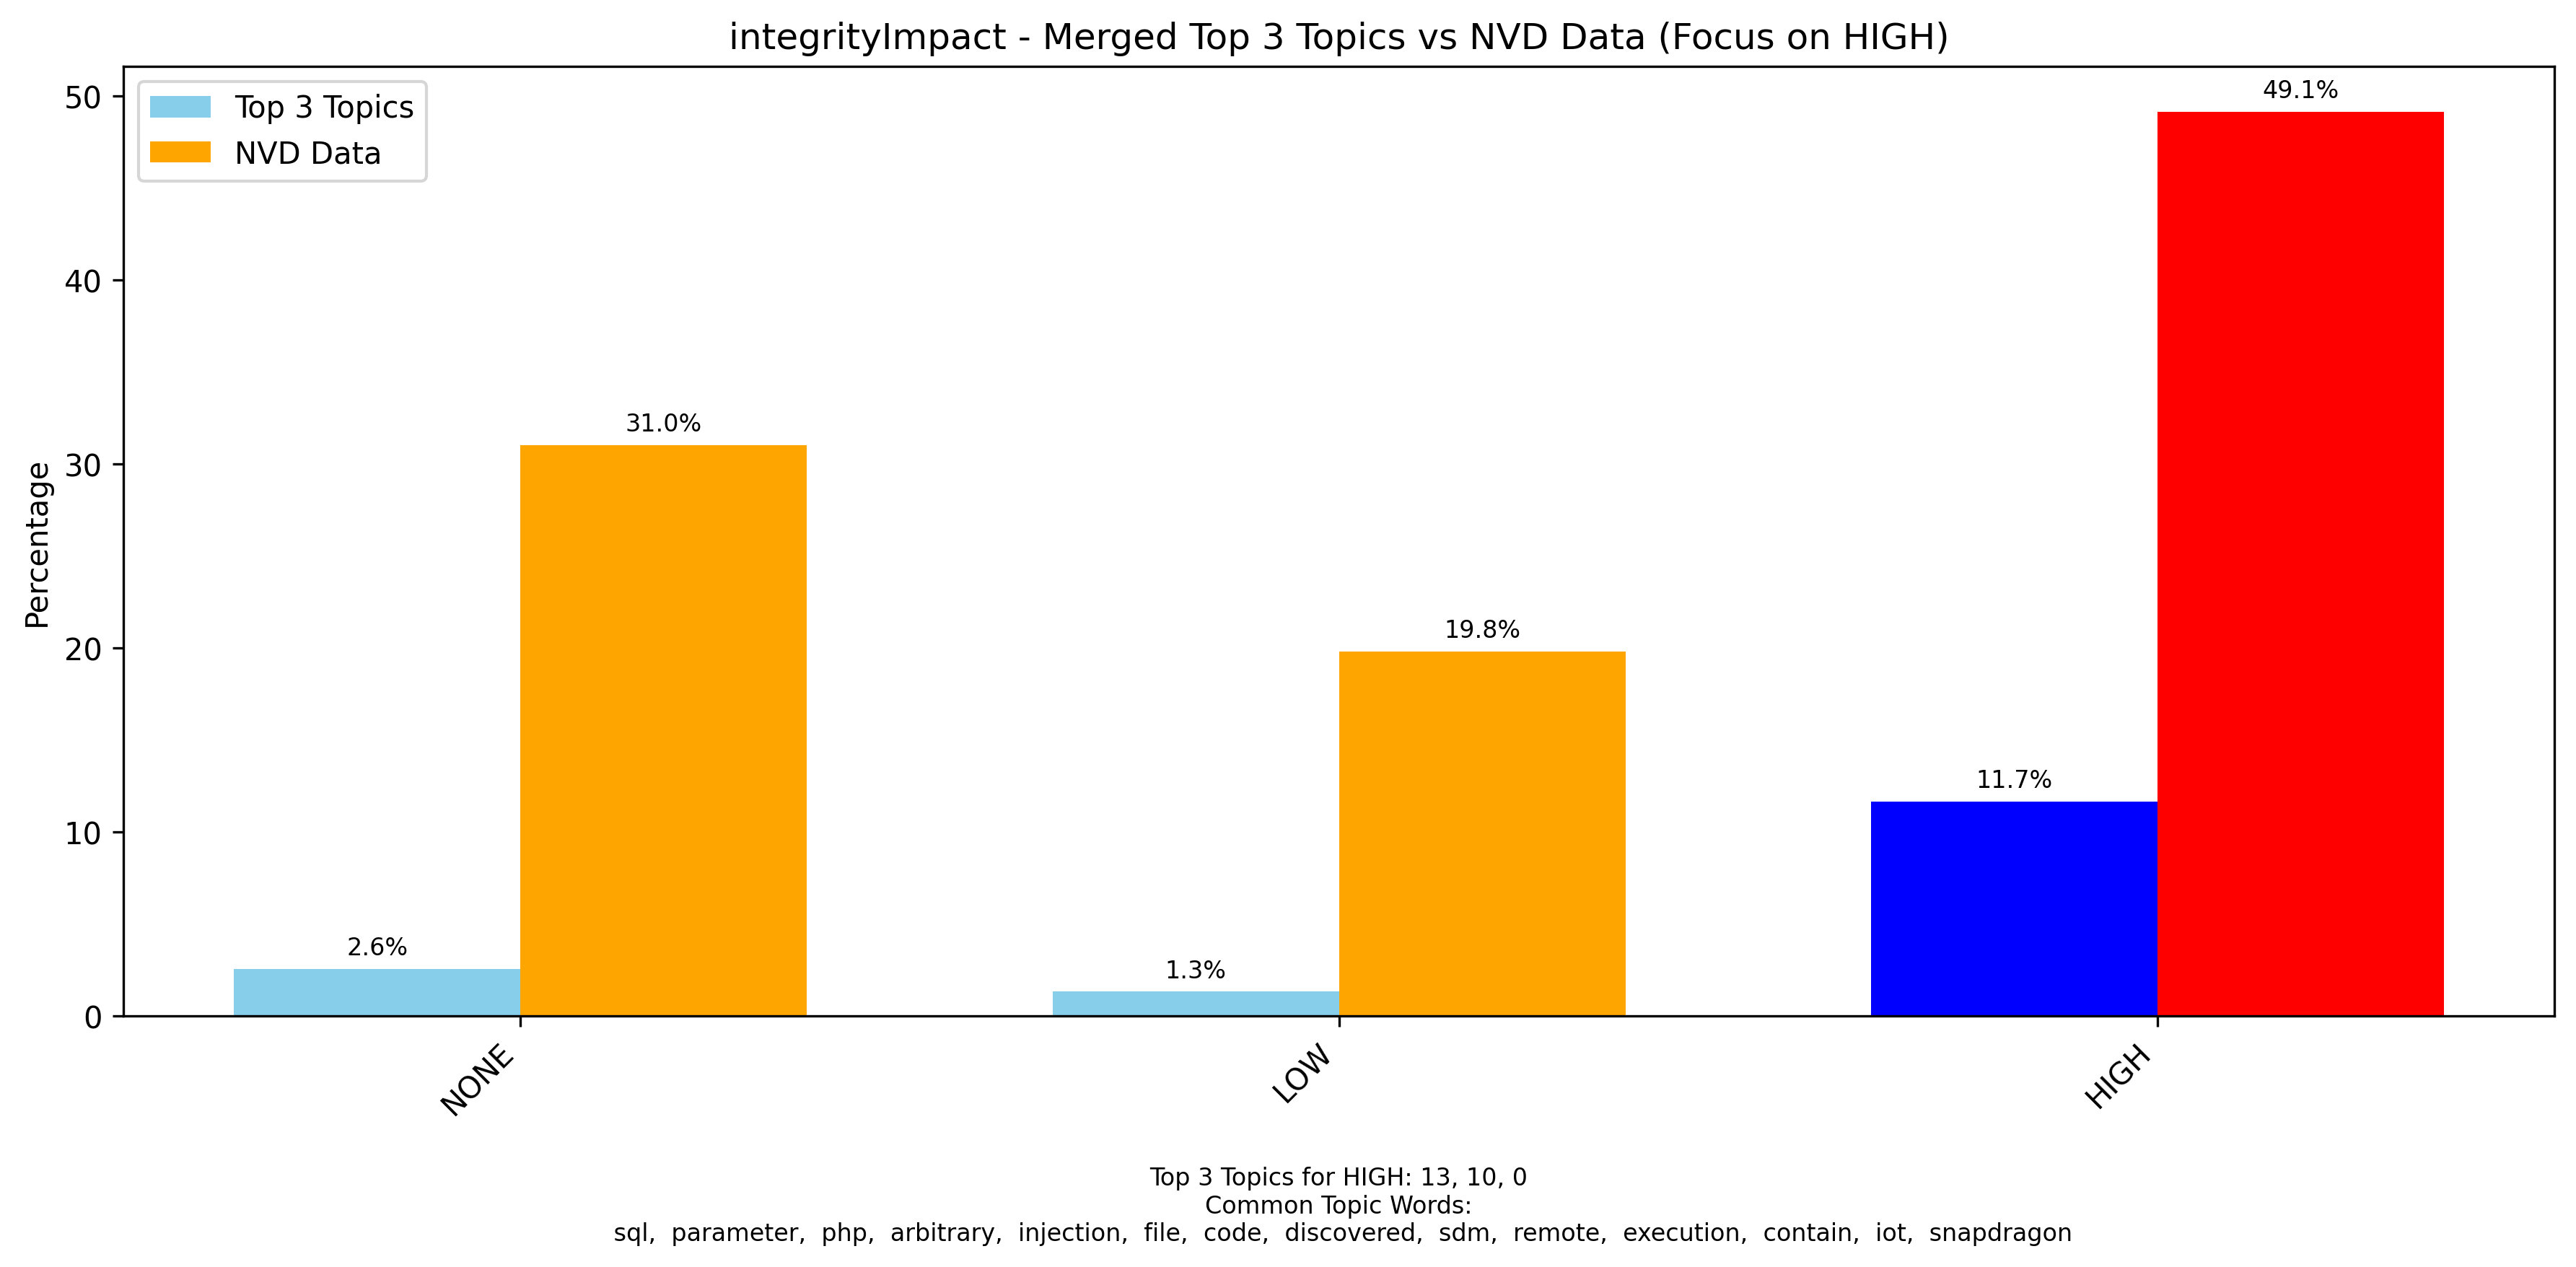 integrityImpact - Merged Top 3 Topics vs NVD Data (Focus on HIGH)
Top 3 Topics
NVD Data
Percentage
50
40
30
20
10
0
2.6%
31.0%
1.3%
19.8%
11.7%
49.1%
NONE
LOW
HIGH
Top 3 Topics for HIGH: 13, 10, 0
Common Topic Words:
sql, parameter, php, arbitrary, injection, file, code, discovered, sdm, remote, execution, contain, iot, snapdragon